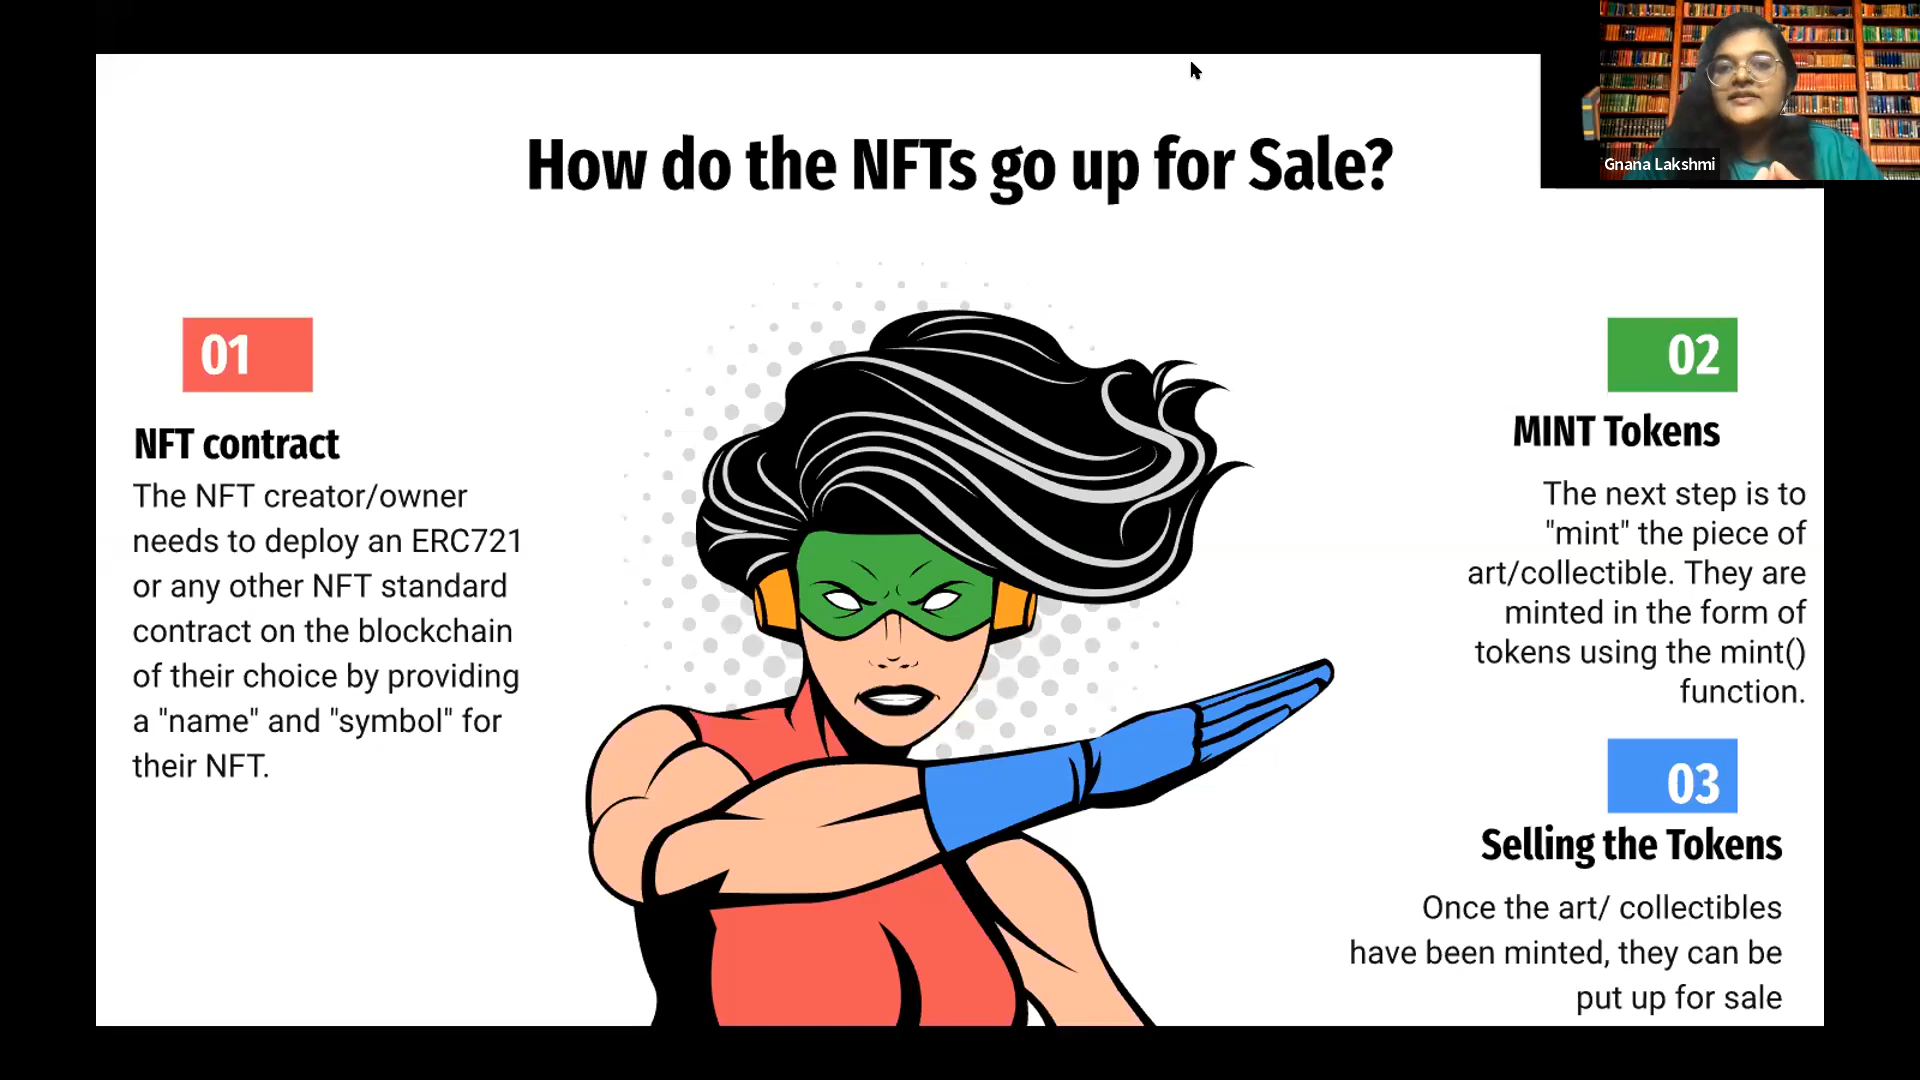 How do the NFTs go up for Sale?
Gnana Lakshmi
01
NFT contract
The NFT creator/owner
needs to deploy an ERC721
or any other NFT standard
contract on the blockchain
of their choice by providing
a "name" and "symbol" for
their NFT.
02
MINT Tokens
The next step is to
"mint" the piece of
art/collectible. They are
minted in the form of
tokens using the mint()
function.
03
Selling the Tokens
Once the art/ collectibles
have been minted, they can be
put up for sale